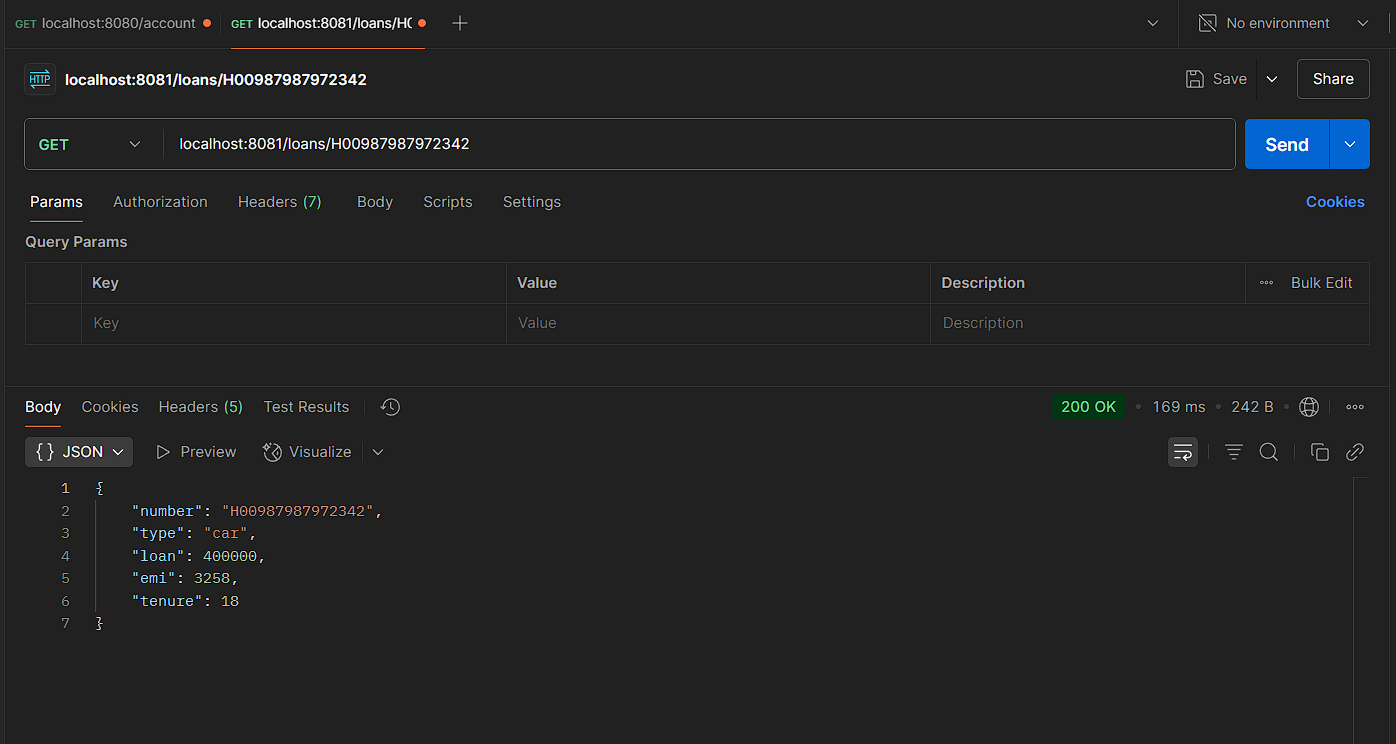 GET localhost:8080/account GET localhost:8081/loans/H( No environment
HTTP localhost:8081/loans/H00987987972342 Save Share
GET localhost:8081/loans/H00987987972342 Send
Params Authorization Headers (7) Body Scripts Settings Cookies
Query Params
Key Value Description Bulk Edit
Key Value Description
Body Cookies Headers (5) Test Results 200 OK • 169 ms • 242 B •
{} JSON Preview Visualize
1 {
2 "number": "H00987987972342",
3 "type": "car",
4 "loan": 400000,
5 "emi": 3258,
6 "tenure": 18
7 }